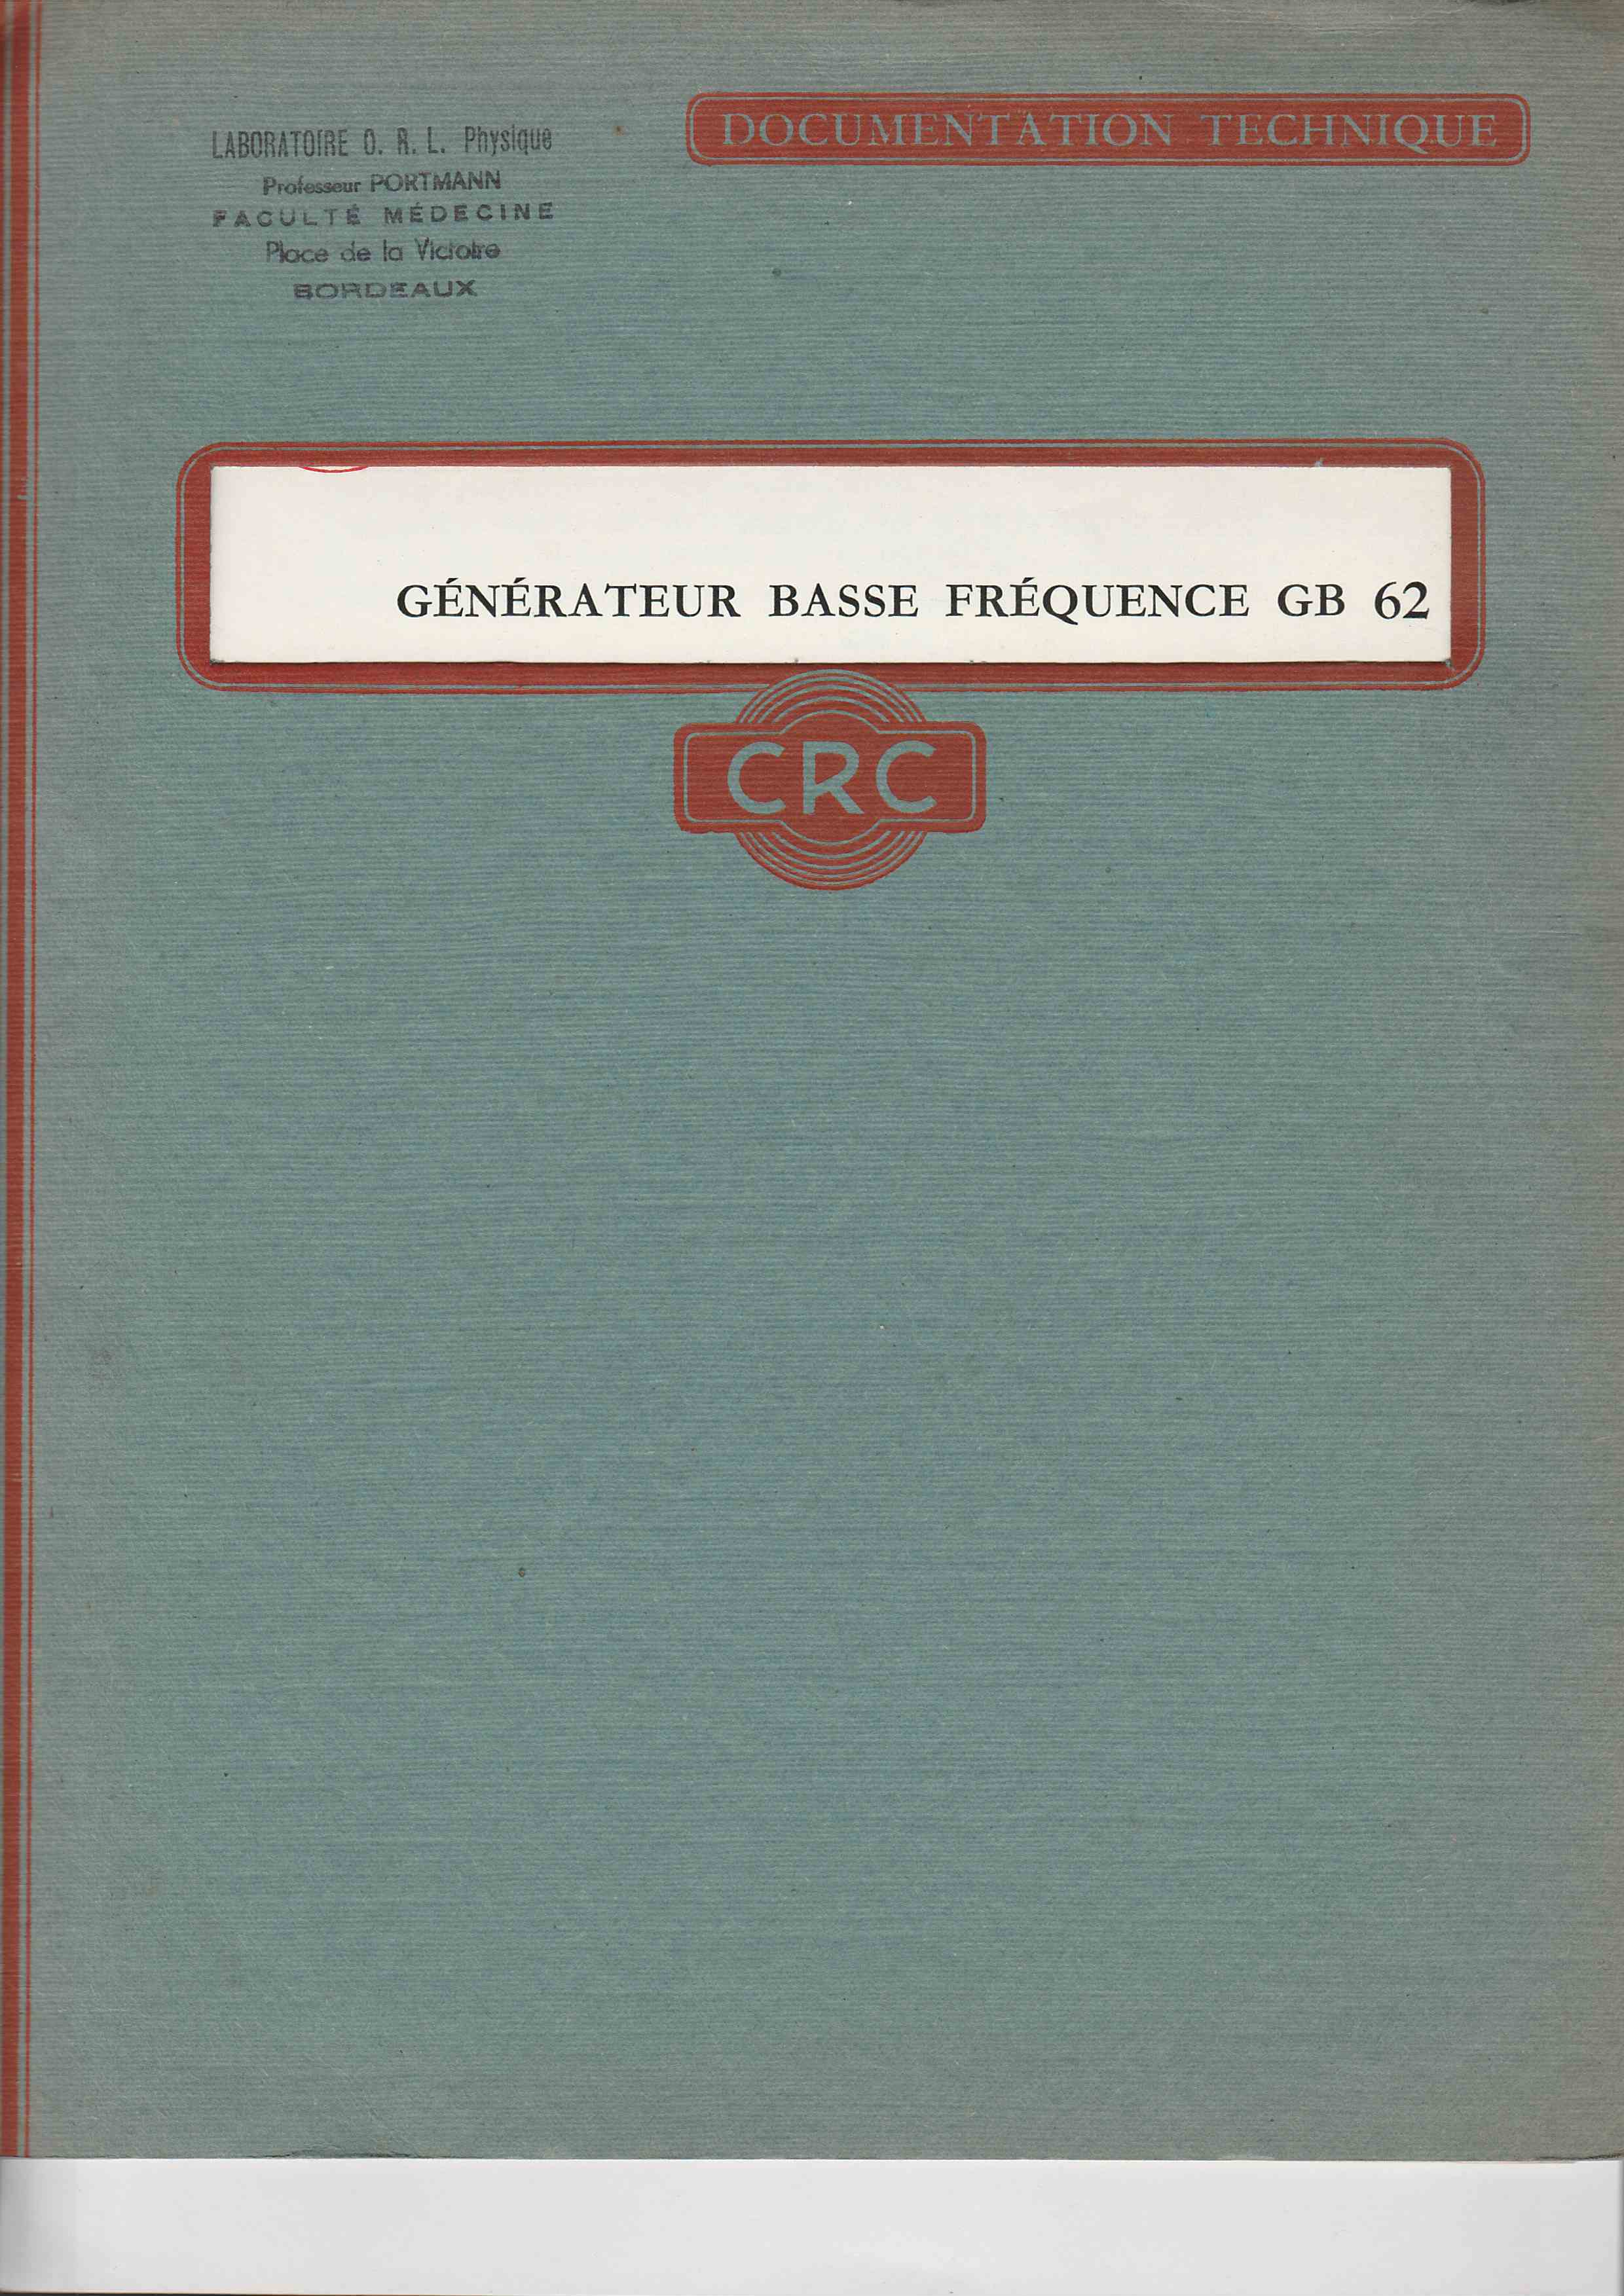 LABORATOIRE O. R. L. Physique
Professeur PORTMANN
FACULTÉ MÉDECINE
Place de la Victoire
BORDEAUX
DOCUMENTATION TECHNIQUE
GÉNÉRATEUR BASSE FRÉQUENCE GB 62
CRC